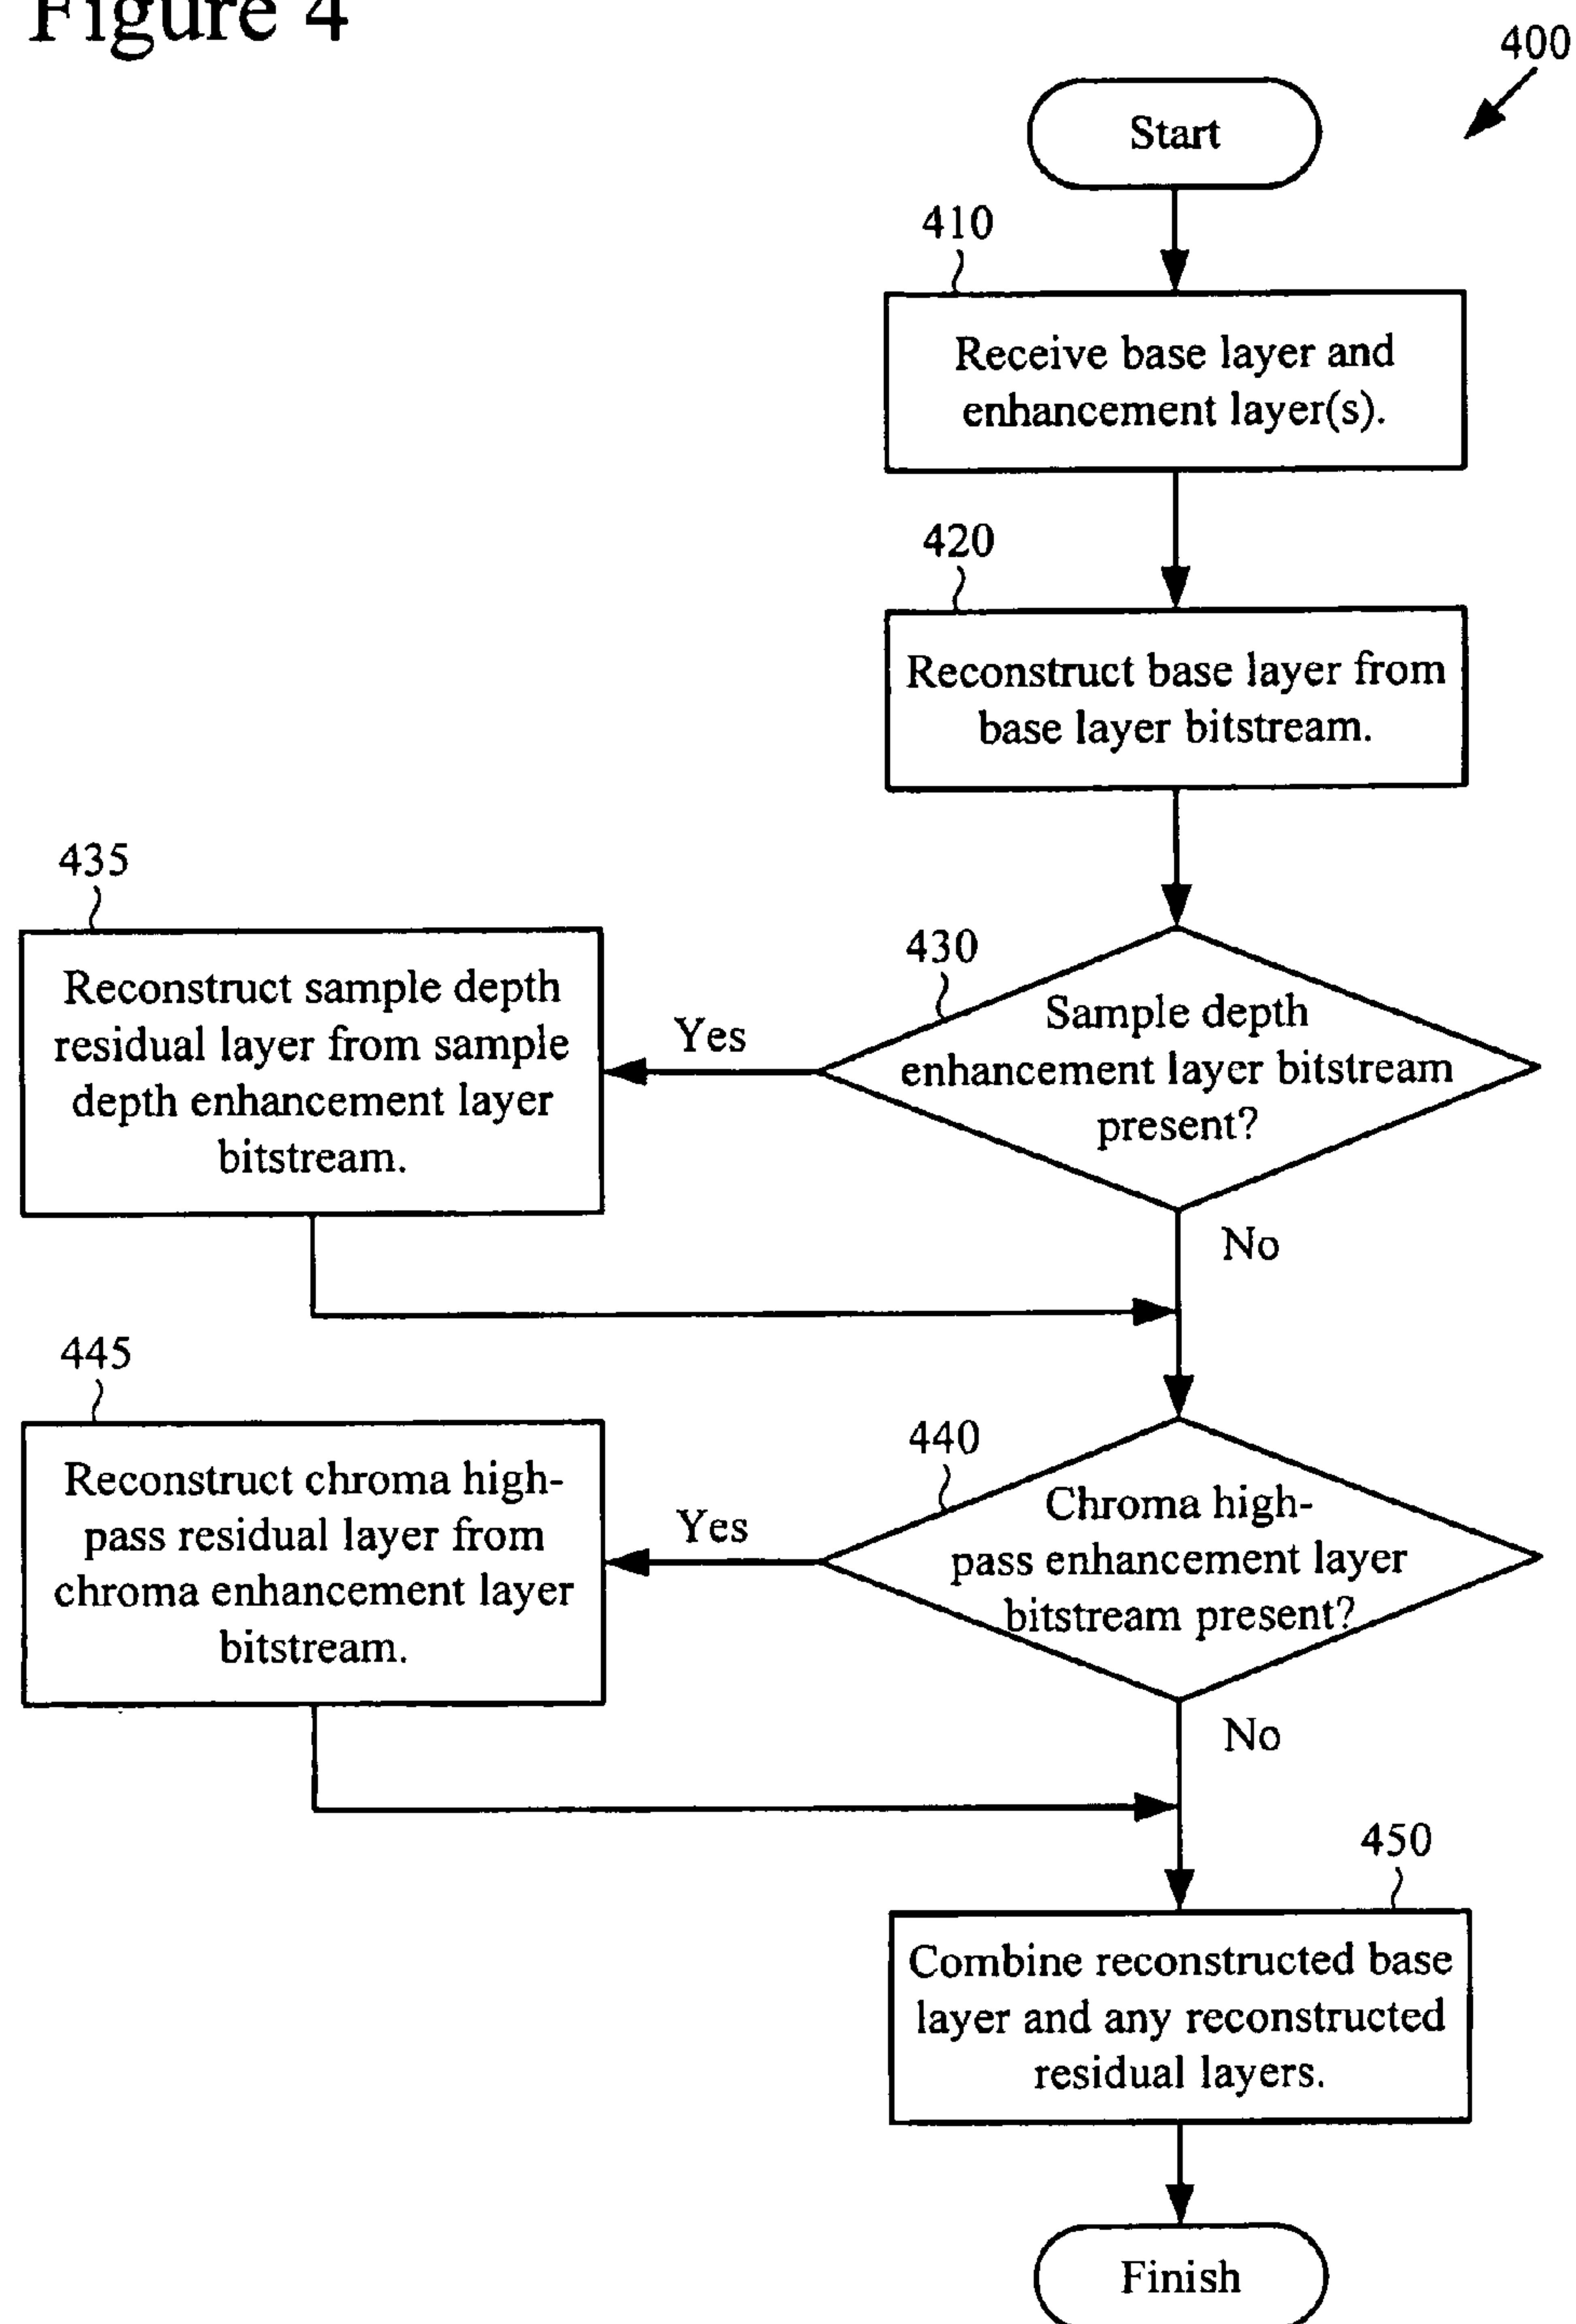 Figure 4
400
Start
410
Receive base layer and
enhancement layer(s).
420
Reconstruct base layer from
base layer bitstream.
435
Reconstruct sample depth
residual layer from sample
depth enhancement layer
bitstream.
Yes
430
Sample depth
enhancement layer bitstream
present?
No
445
Reconstruct chroma high-
pass residual layer from
chroma enhancement layer
bitstream.
Yes
440
Chroma high-
pass enhancement layer
bitstream present?
No
450
Combine reconstructed base
layer and any reconstructed
residual layers.
Finish